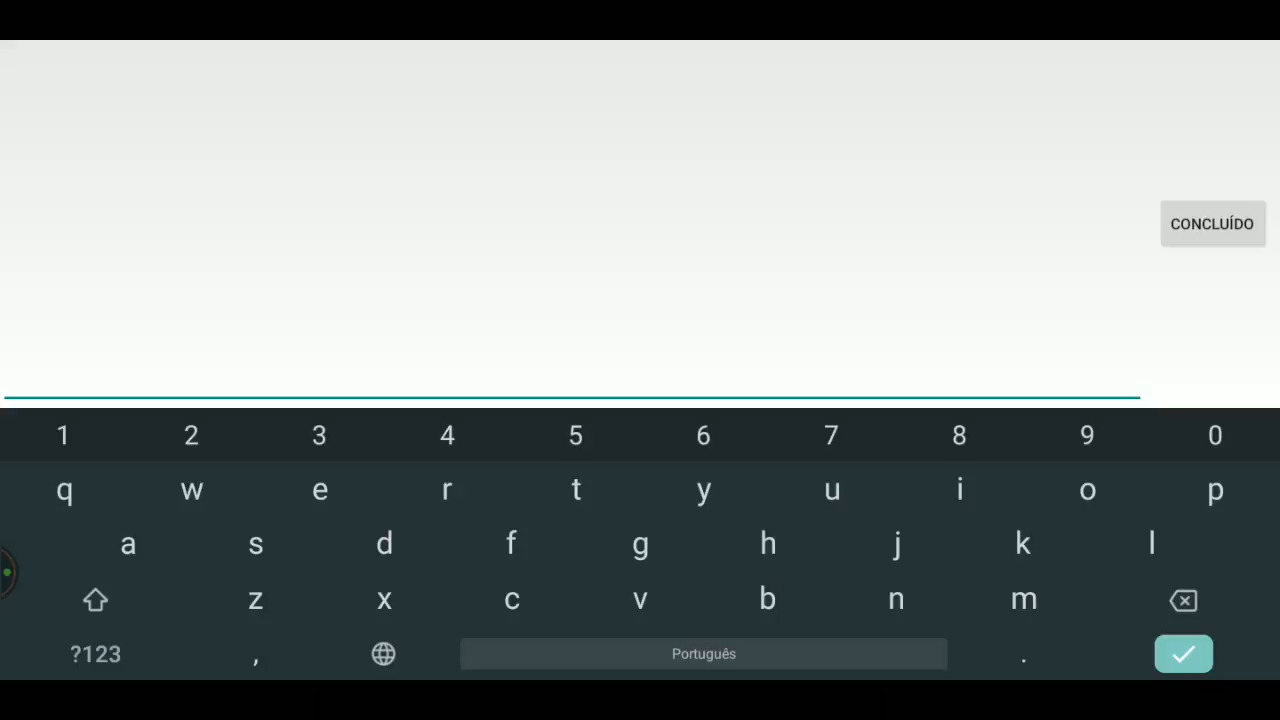 CONCLUÍDO
1 2 3 4 5 6 7 8 9 0
q w e r t y u i o p
a s d f g h j k l
z x c v b n m
?123 , Português .